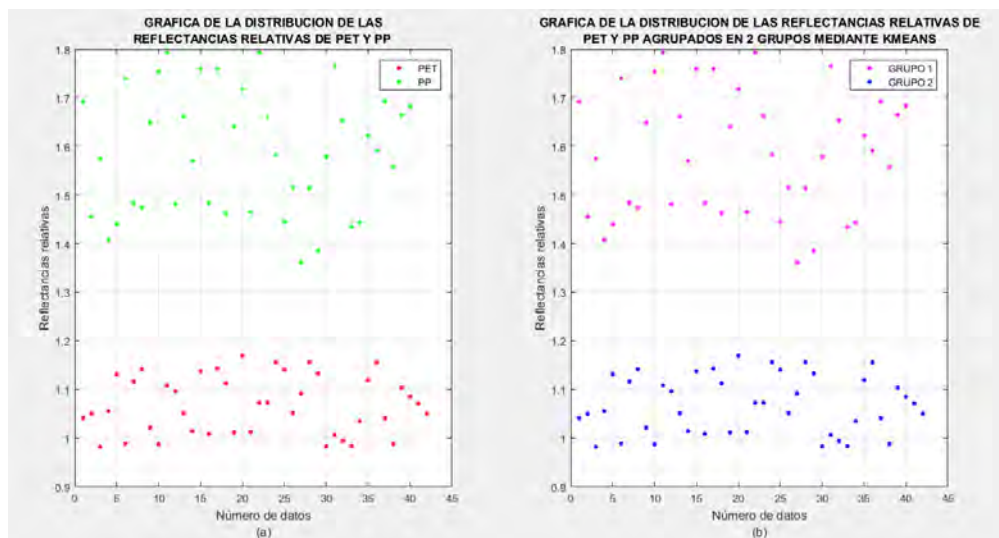 GRAFICA DE LA DISTRIBUCION DE LAS
REFLECTANCIAS RELATIVAS DE PET Y PP
1.8
1.7
1.6
1.5
1.4
1.3
1.2
1.1
1
0.9
Reflectancias relativas
PET
PP
0 5 10 15 20 25 30 35 40 45
Número de datos
(a)
GRAFICA DE LA DISTRIBUCION DE LAS REFLECTANCIAS RELATIVAS DE
PET Y PP AGRUPADOS EN 2 GRUPOS MEDIANTE KMEANS
1.8
1.7
1.6
1.5
1.4
1.3
1.2
1.1
1
0.9
Reflectancias relativas
GRUPO 1
GRUPO 2
0 5 10 15 20 25 30 35 40 45
Número de datos
(b)